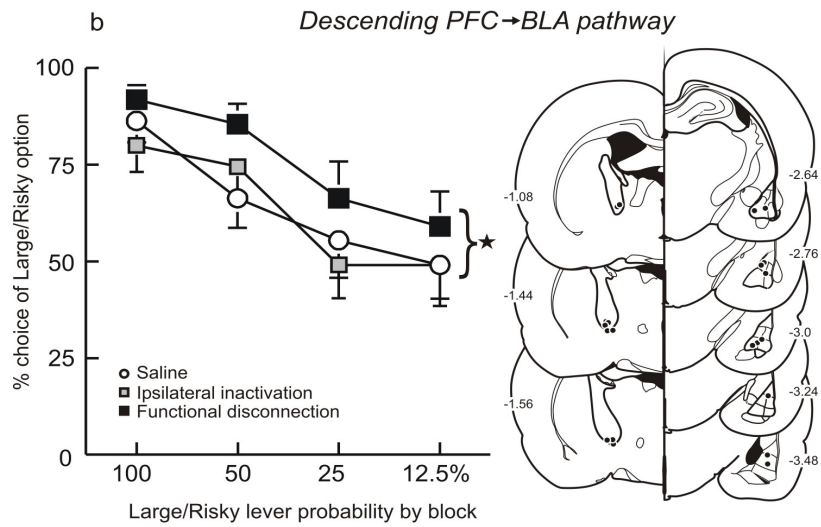 b
Descending PFC→BLA pathway
% choice of Large/Risky option
100
75
50
25
0
Saline
Ipsilateral inactivation
Functional disconnection
★
100 50 25 12.5%
Large/Risky lever probability by block
-1.08
-1.44
-1.56
-2.64
-2.76
-3.0
-3.24
-3.48